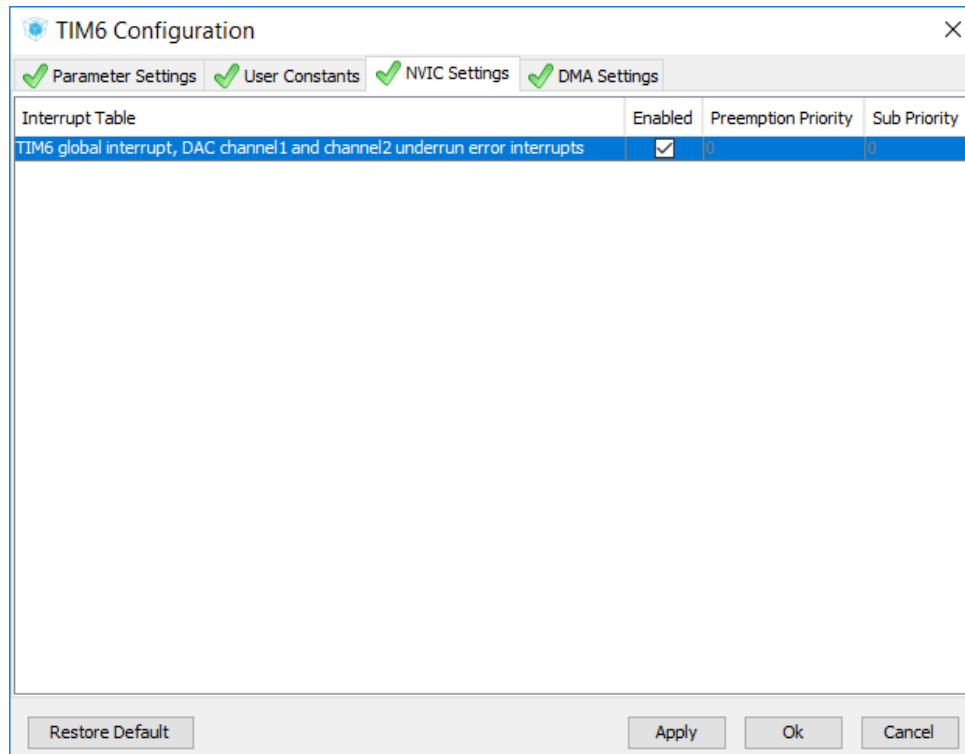 TIM6 Configuration
Parameter Settings User Constants NVIC Settings DMA Settings
Interrupt Table Enabled Preemption Priority Sub Priority
TIM6 global interrupt, DAC channel1 and channel2 underrun error interrupts 0 0
Restore Default Apply Ok Cancel